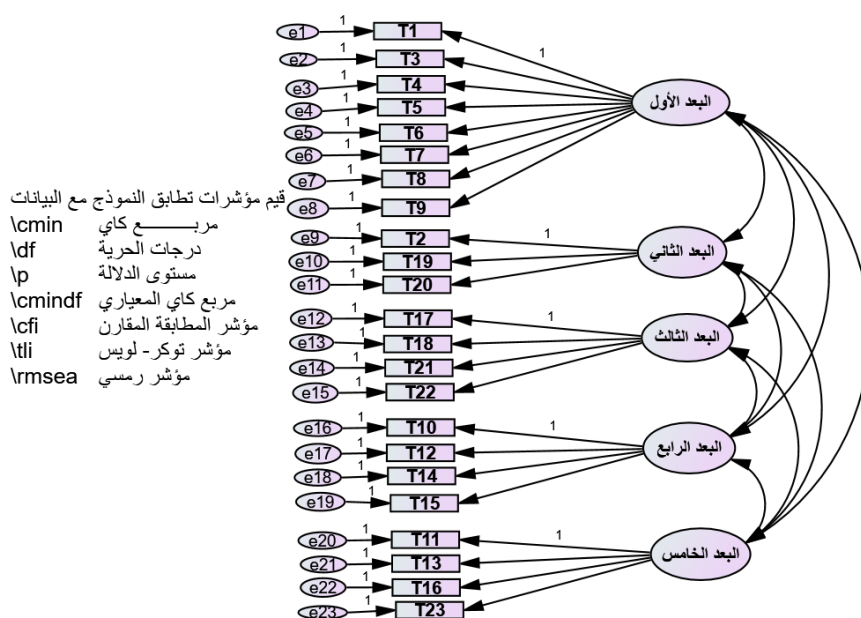 e1 1 T1
e2 1 T3
e3 1 T4
e4 1 T5
e5 1 T6
e6 1 T7
e7 1 T8
e8 1 T9
1 البعد الأول
e9 1 T2
e10 1 T19
e11 1 T20
1 البعد الثاني
e12 1 T17
e13 1 T18
e14 1 T21
e15 1 T22
1 البعد الثالث
e16 1 T10
e17 1 T12
e18 1 T14
e19 1 T15
1 البعد الرابع
e20 1 T11
e21 1 T13
e22 1 T16
e23 1 T23
1 البعد الخامس
قيم مؤشرات تطابق النموذج مع البيانات
مربـــــــع كاي \cmin
درجات الحرية \df
مستوى الدلالة \p
مربع كاي المعياري \cmindf
مؤشر المطابقة المقارن \cfi
مؤشر توكر- لويس \tli
مؤشر رمسي \rmsea